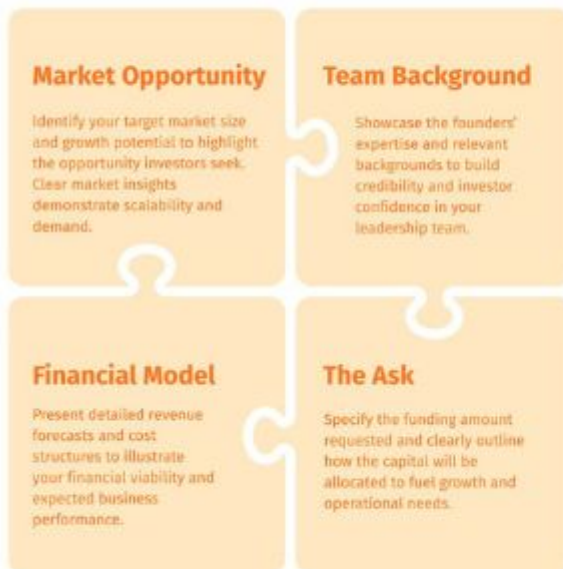 Market Opportunity
Identify your target market size
and growth potential to highlight
the opportunity investors seek.
Clear market insights
demonstrate scalability and
demand.
Team Background
Showcase the founders'
expertise and relevant
backgrounds to build
credibility and investor
confidence in your
leadership team.
Financial Model
Present detailed revenue
forecasts and cost
structures to illustrate
your financial viability and
expected business
performance.
The Ask
Specify the funding amount
requested and clearly outline
how the capital will be
allocated to fuel growth and
operational needs.